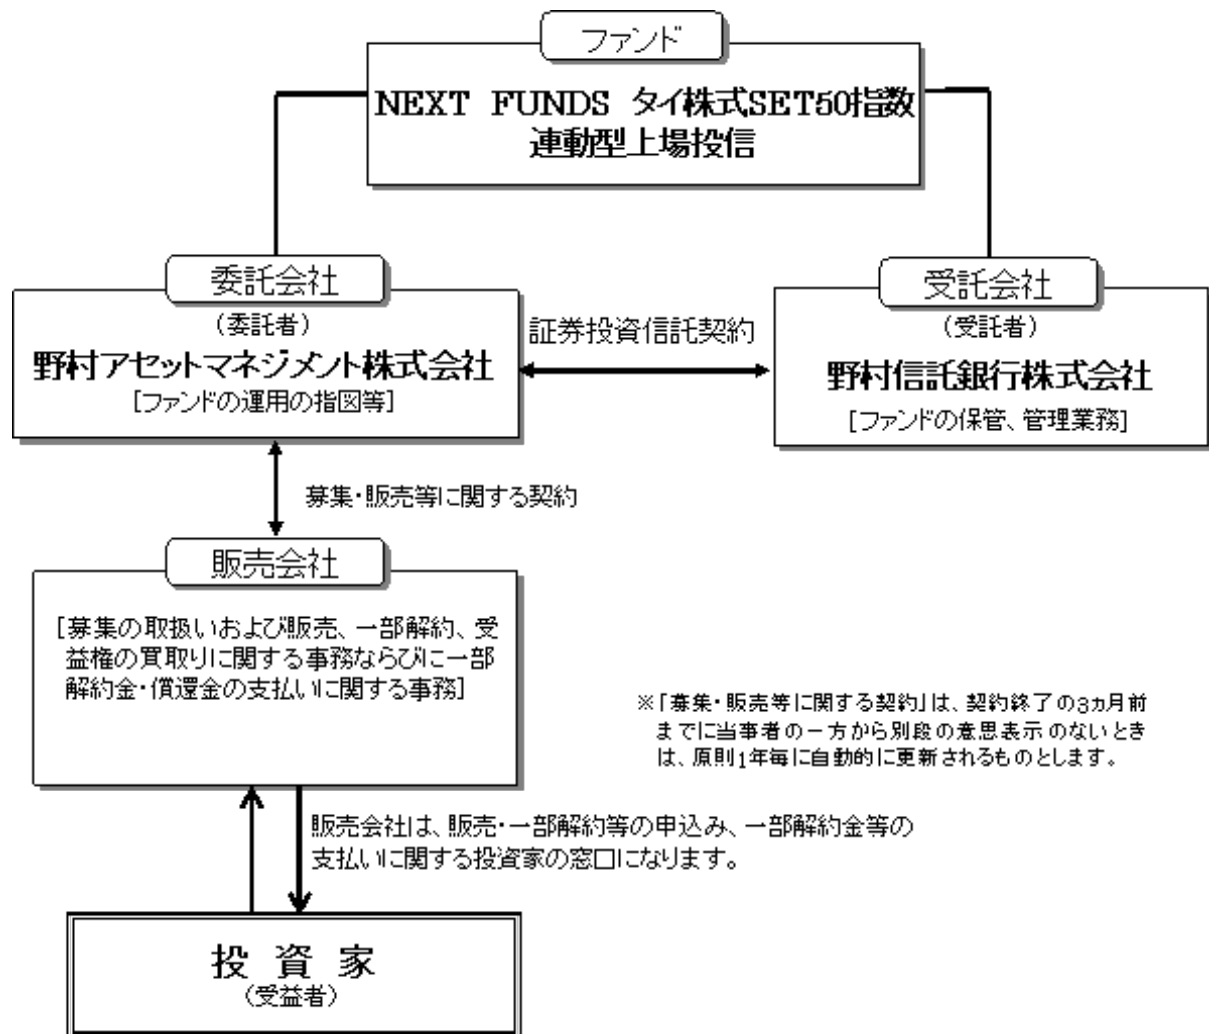 ファンド
NEXT FUNDS タイ株式SET50指数
連動型上場投信
委託会社
(委託者)
野村アセットマネジメント株式会社
[ファンドの運用の指図等]
証券投資信託契約
受託会社
(受託者)
野村信託銀行株式会社
[ファンドの保管、管理業務]
募集・販売等に関する契約
販売会社
[募集の取扱いおよび販売、一部解約、受
益権の買取りに関する事務ならびに一部
解約金・償還金の支払いに関する事務]
※「募集・販売等に関する契約」は、契約終了の3ヵ月前
までに当事者の一方から別段の意思表示のないとき
は、原則1年毎に自動的に更新されるものとします。
販売会社は、販売・一部解約等の申込み、一部解約金等の
支払いに関する投資家の窓口になります。
投 資 家
(受益者)